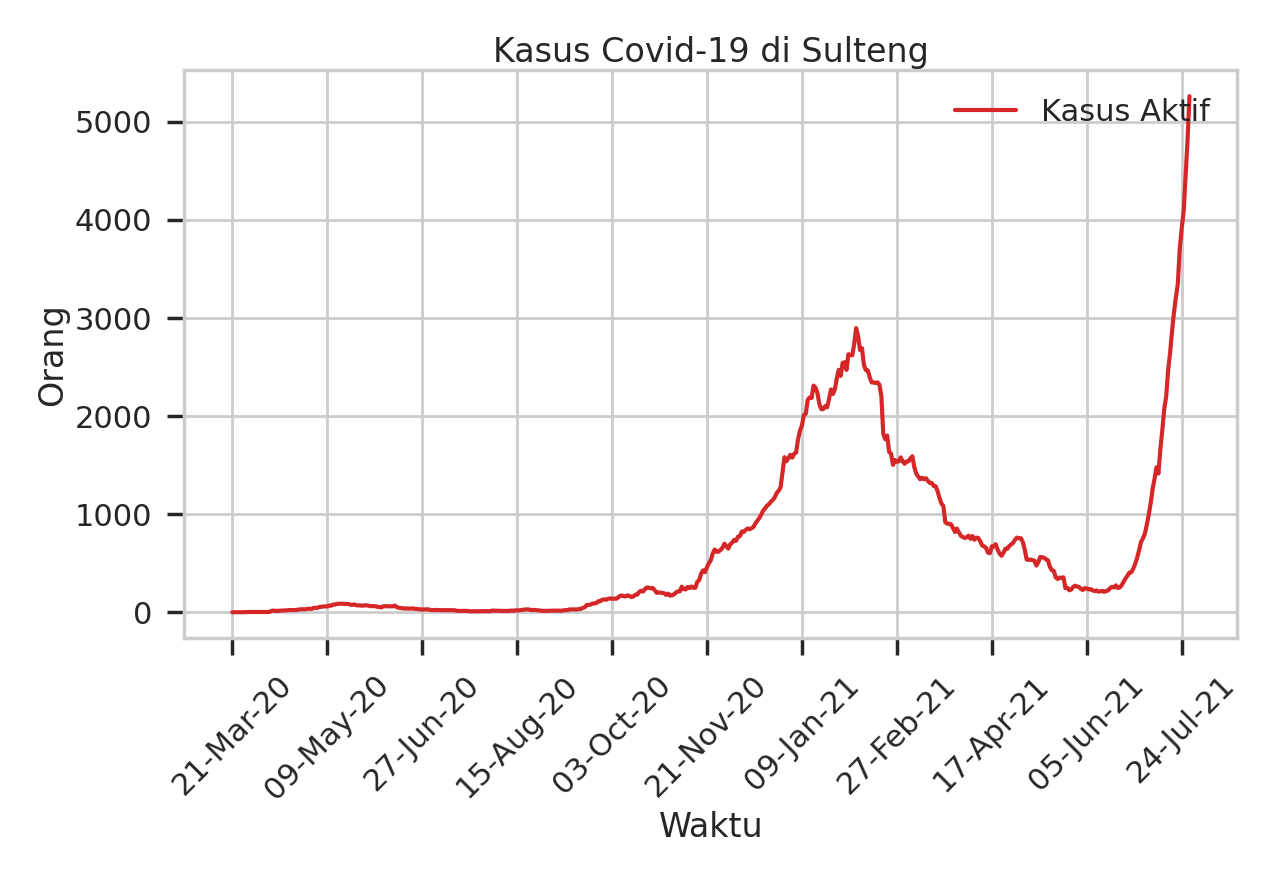 Kasus Covid-19 di Sulteng
Kasus Aktif
Orang
5000
4000
3000
2000
1000
0
21-Mar-20
09-May-20
27-Jun-20
15-Aug-20
03-Oct-20
21-Nov-20
09-Jan-21
27-Feb-21
17-Apr-21
05-Jun-21
24-Jul-21
Waktu